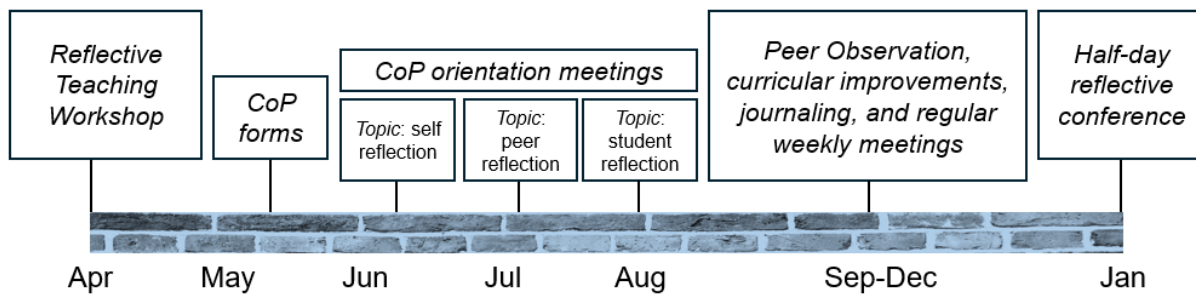 Reflective
Teaching
Workshop
CoP
forms
CoP orientation meetings
Topic: self
reflection
Topic:
peer
reflection
Topic:
student
reflection
Peer Observation,
curricular improvements,
journaling, and regular
weekly meetings
Half-day
reflective
conference
Apr
May
Jun
Jul
Aug
Sep-Dec
Jan